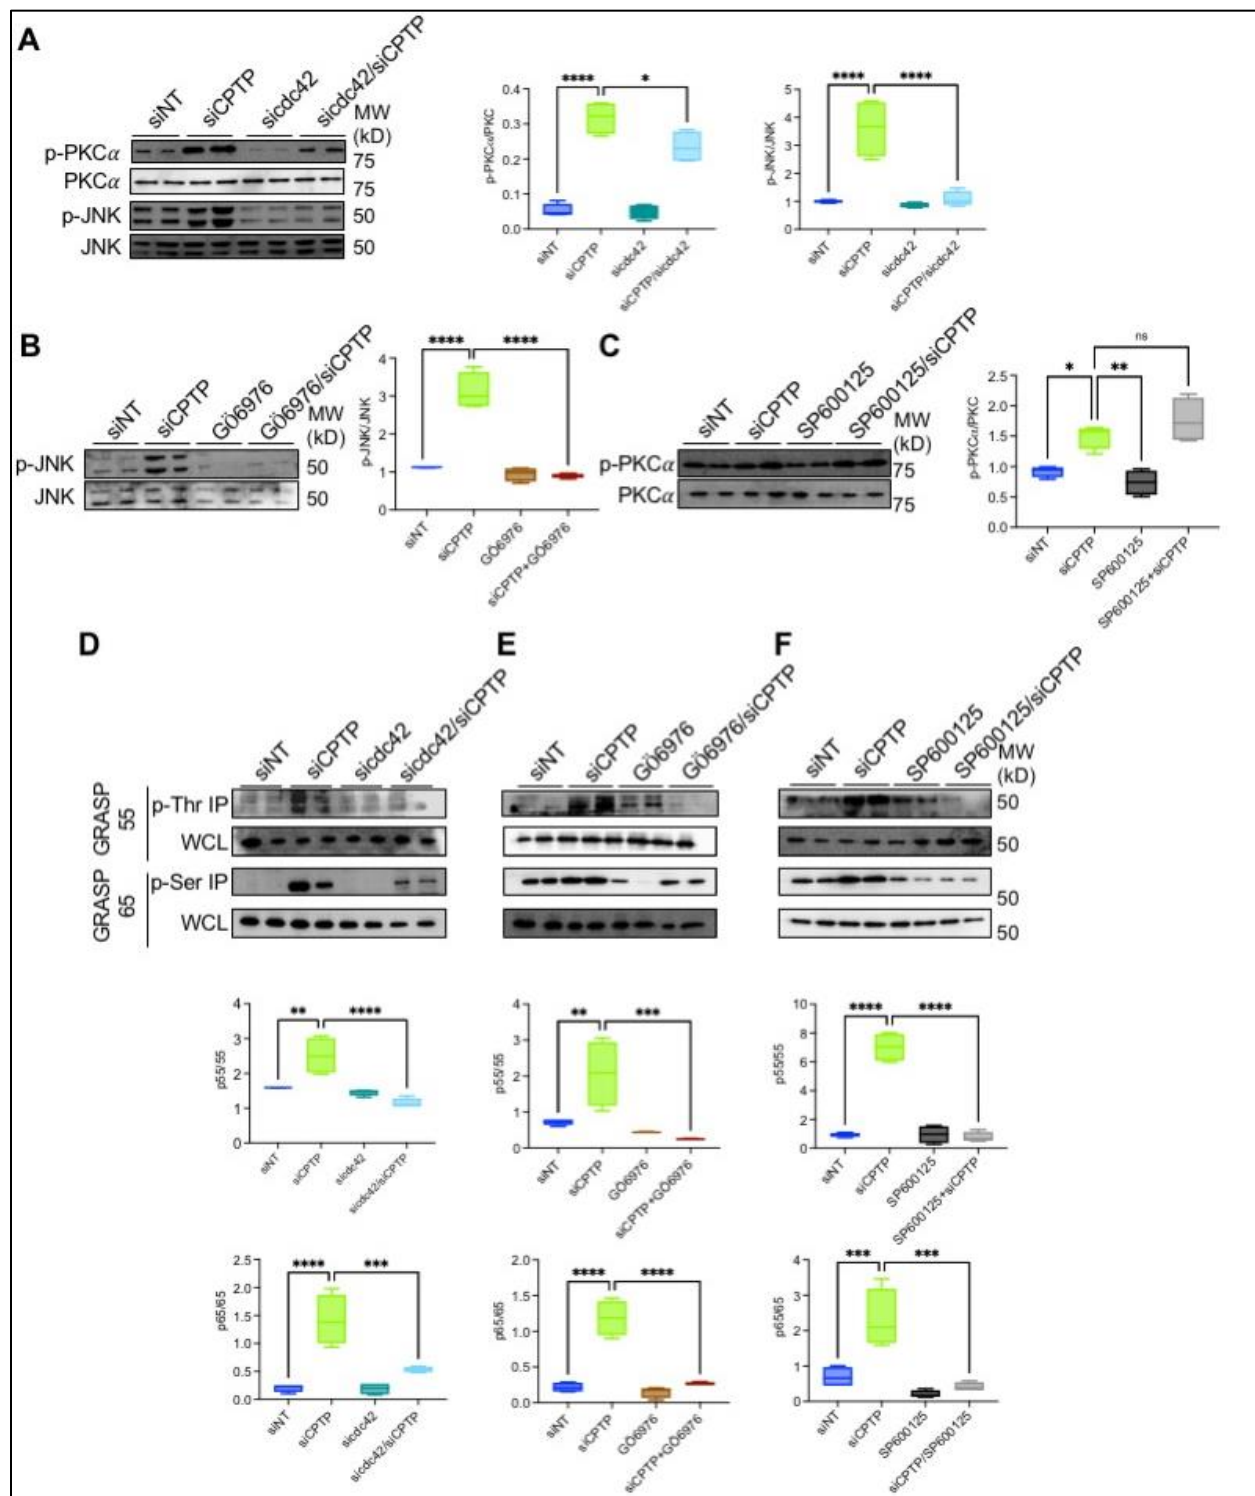 A
siNT
siCPTP
sicdc42
sicdc42/siCPTP
MW
(kD)
p-PKCα
75
PKCα
75
p-JNK
50
JNK
50
**** *
p-PKCα/PKC
0.4
0.3
0.2
0.1
0.0
siNT
siCPTP
sicdc42
siCPTP/sicdc42
**** ****
p-JNK/JNK
5
4
3
2
1
0
siNT
siCPTP
sicdc42
siCPTP/sicdc42
B
siNT
siCPTP
GÖ6976
GÖ6976/siCPTP
MW
(kD)
p-JNK
50
JNK
50
**** ****
p-JNK/JNK
4
3
2
1
0
siNT
siCPTP
GÖ6976
siCPTP+GÖ6976
C
siNT
siCPTP
SP600125
SP600125/siCPTP
MW
(kD)
p-PKCα
75
PKCα
75
ns
* **
p-PKCα/PKC
2.5
2.0
1.5
1.0
0.5
0.0
siNT
siCPTP
SP600125
SP600125+siCPTP
D
siNT
siCPTP
sicdc42
sicdc42/siCPTP
GRASP
55
p-Thr IP
WCL
GRASP
65
p-Ser IP
WCL
E
siNT
siCPTP
GÖ6976
GÖ6976/siCPTP
F
siNT
siCPTP
SP600125
SP600125/siCPTP
MW
(kD)
50
50
50
50
** ****
p55/55
4
3
2
1
0
siNT
siCPTP
sicdc42
sicdc42/siCPTP
** ***
p55/55
4
3
2
1
0
siNT
siCPTP
GÖ6976
siCPTP+GÖ6976
**** ****
p55/55
10
8
6
4
2
0
siNT
siCPTP
SP600125
SP600125+siCPTP
**** ***
p65/65
2.5
2.0
1.5
1.0
0.5
0.0
siNT
siCPTP
sicdc42
sicdc42/siCPTP
**** ****
p65/65
2.0
1.5
1.0
0.5
0.0
siNT
siCPTP
GÖ6976
siCPTP+GÖ6976
*** ***
p65/65
4
3
2
1
0
siNT
siCPTP
SP600125
siCPTP/SP600125